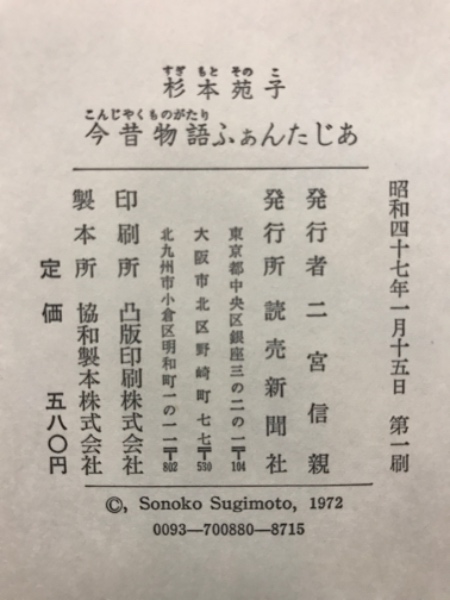 すぎ もと その こ
杉本苑子
こんじゃくものがたり
今昔物語ふぁんたじあ
昭和四十七年一月十五日 第一刷
発行者 二宮信親
発行所 読売新聞社
東京都中央区銀座三の二の一〒104
大阪市北区野崎町七七〒530
北九州市小倉区明和町一の一一〒802
印刷所 凸版印刷株式会社
製本所 協和製本株式会社
定価 五八〇円
©, Sonoko Sugimoto, 1972
0093—700880—8715